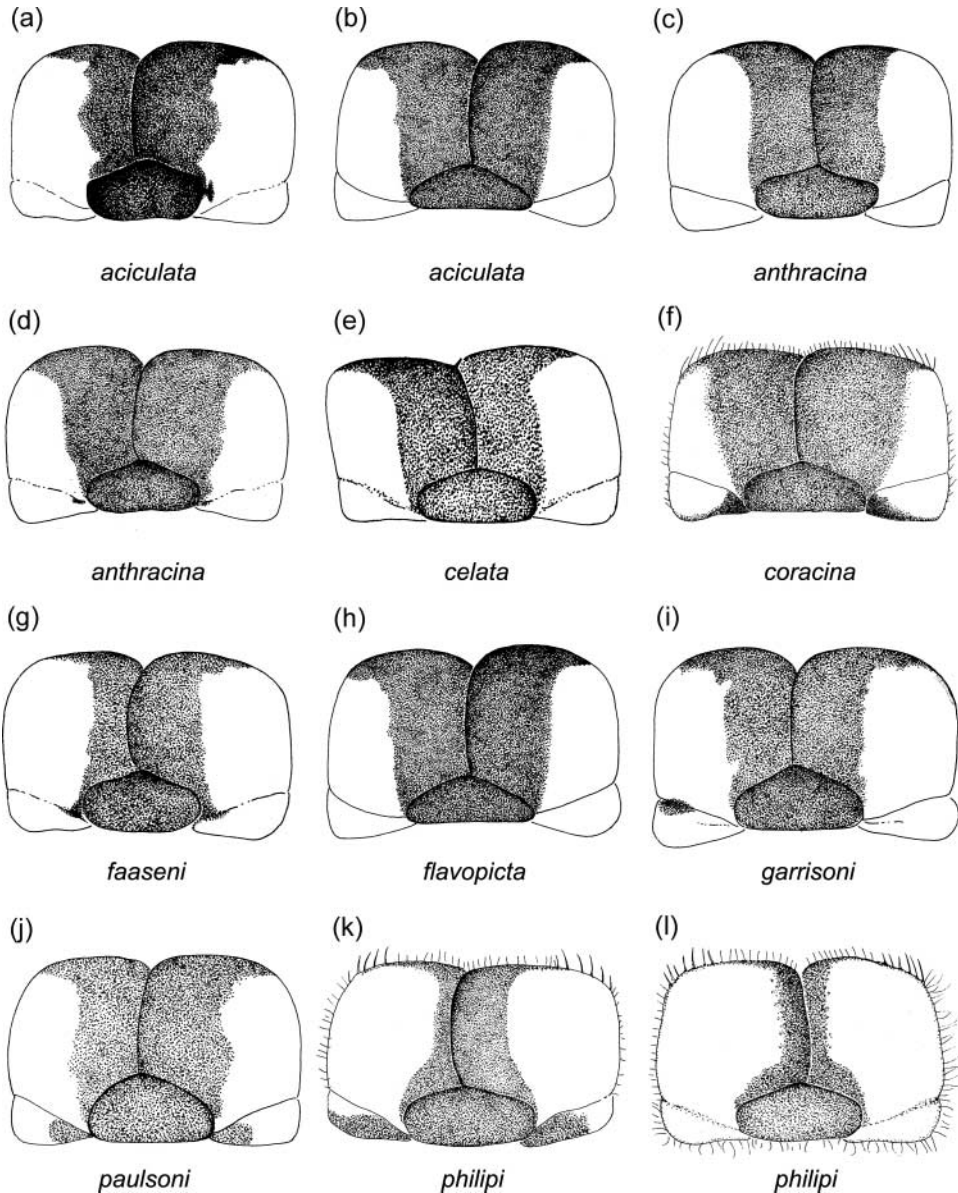 (a) (b) (c)
aciculata aciculata anthracina
(d) (e) (f)
anthracina celata coracina
(g) (h) (i)
faaseni flavopicta garrisoni
(j) (k) (l)
paulsoni philipi philipi